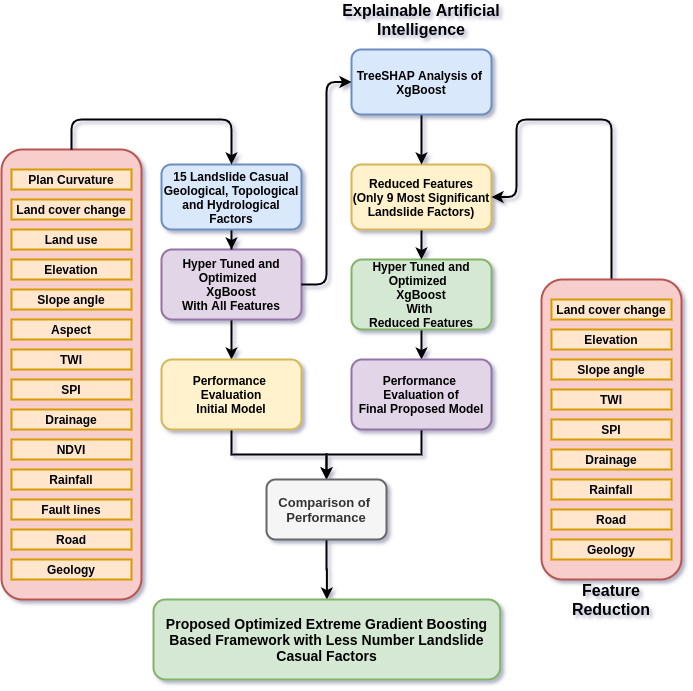 Explainable Artificial
Intelligence
TreeSHAP Analysis of
XgBoost
Plan Curvature
Land cover change
Land use
Elevation
Slope angle
Aspect
TWI
SPI
Drainage
NDVI
Rainfall
Fault lines
Road
Geology
15 Landslide Casual
Geological, Topological
and Hydrological
Factors
Hyper Tuned and
Optimized
XgBoost
With All Features
Performance
Evaluation
Initial Model
Reduced Features
(Only 9 Most Significant
Landslide Factors)
Hyper Tuned and
Optimized
XgBoost
With
Reduced Features
Performance
Evaluation of
Final Proposed Model
Land cover change
Elevation
Slope angle
TWI
SPI
Drainage
Rainfall
Road
Geology
Feature
Reduction
Comparison of
Performance
Proposed Optimized Extreme Gradient Boosting
Based Framework with Less Number Landslide
Casual Factors